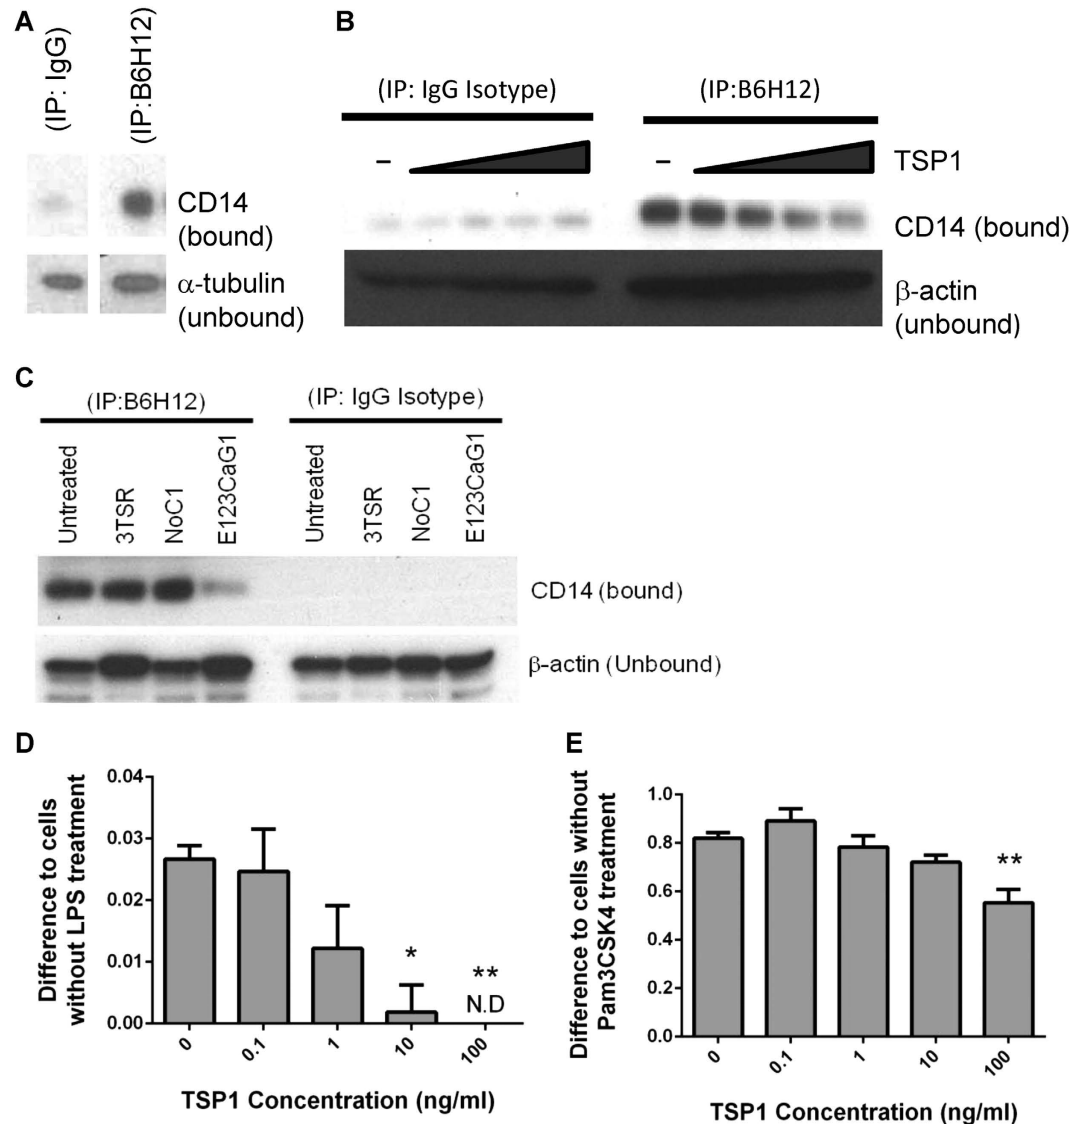 A
(IP: IgG)
(IP:B6H12)
CD14
(bound)
α-tubulin
(unbound)
B
(IP: IgG Isotype)
(IP:B6H12)
–
–
TSP1
CD14 (bound)
β-actin
(unbound)
C
(IP:B6H12)
(IP: IgG Isotype)
Untreated
3TSR
NoC1
E123CaG1
Untreated
3TSR
NoC1
E123CaG1
CD14 (bound)
β-actin (Unbound)
D
Difference to cells
without LPS treatment
0.04
0.03
0.02
0.01
0.00
*
**
N.D
0
0.1
1
10
100
TSP1 Concentration (ng/ml)
E
Difference to cells without
Pam3CSK4 treatment
1.0
0.8
0.6
0.4
0.2
0.0
**
0
0.1
1
10
100
TSP1 Concentration (ng/ml)